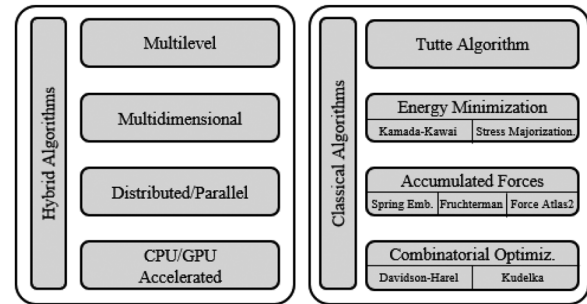 Hybrid Algorithms
Multilevel
Multidimensional
Distributed/Parallel
CPU/GPU
Accelerated
Classical Algorithms
Tutte Algorithm
Energy Minimization
Kamada-Kawai
Stress Majorization.
Accumulated Forces
Spring Emb.
Fruchterman
Force Atlas2
Combinatorial Optimiz.
Davidson-Harel
Kudelka